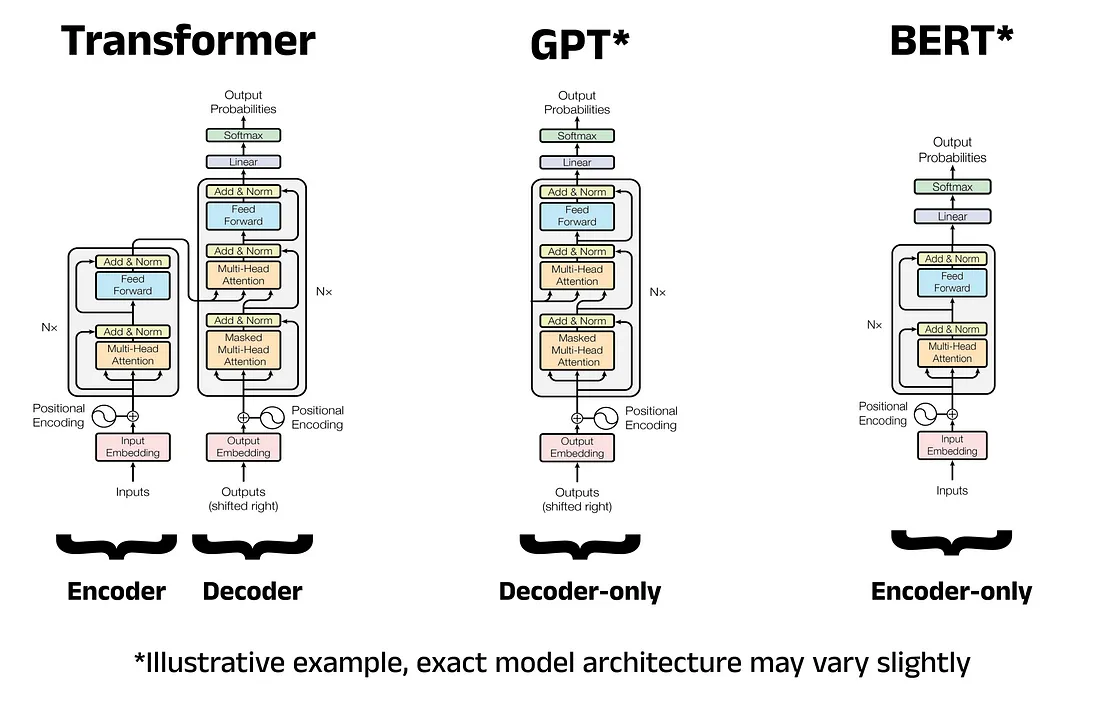 Transformer
Output
Probabilities
Softmax
Linear
Add & Norm
Feed
Forward
Add & Norm
Multi-Head
Attention
Add & Norm
Masked
Multi-Head
Attention
Nx
Positional
Encoding
Output
Embedding
Outputs
(shifted right)
Add & Norm
Feed
Forward
Add & Norm
Multi-Head
Attention
Nx
Positional
Encoding
Input
Embedding
Inputs
Encoder
Decoder
GPT*
Output
Probabilities
Softmax
Linear
Add & Norm
Feed
Forward
Add & Norm
Multi-Head
Attention
Nx
Add & Norm
Masked
Multi-Head
Attention
Positional
Encoding
Output
Embedding
Outputs
(shifted right)
Decoder-only
BERT*
Output
Probabilities
Softmax
Linear
Add & Norm
Feed
Forward
Nx
Add & Norm
Multi-Head
Attention
Positional
Encoding
Input
Embedding
Inputs
Encoder-only
*Illustrative example, exact model architecture may vary slightly